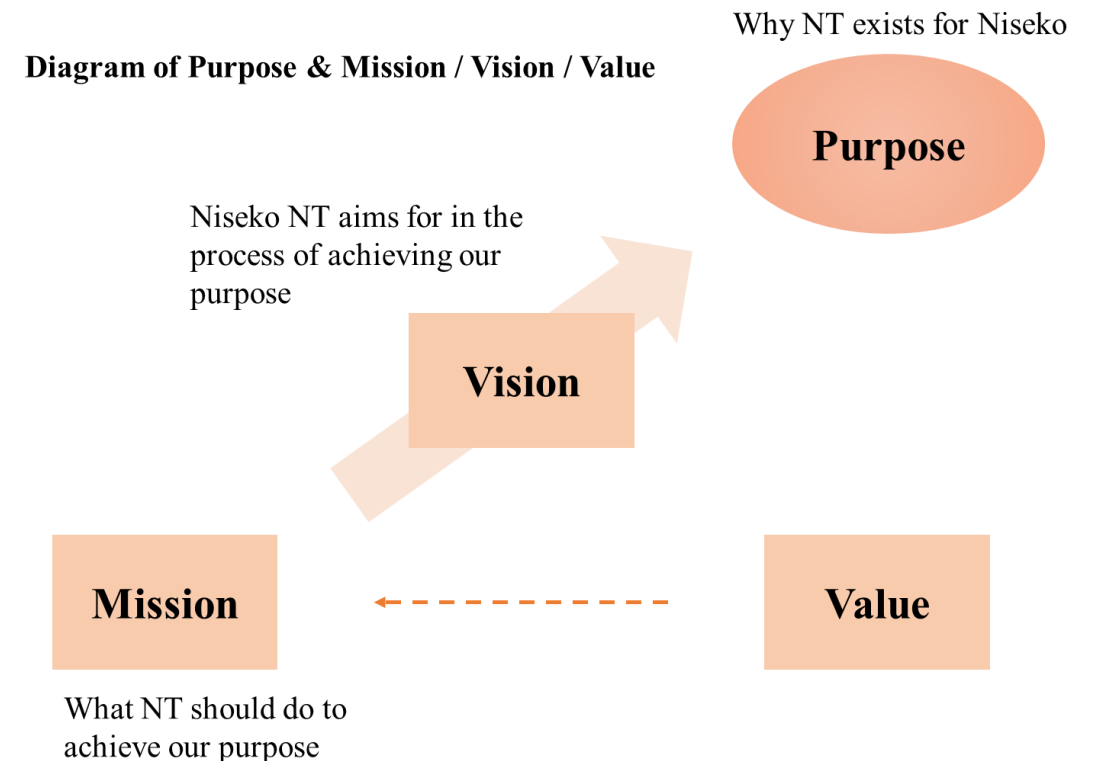 Why NT exists for Niseko
Diagram of Purpose & Mission / Vision / Value
Purpose
Niseko NT aims for in the
process of achieving our
purpose
Vision
Mission
Value
What NT should do to
achieve our purpose